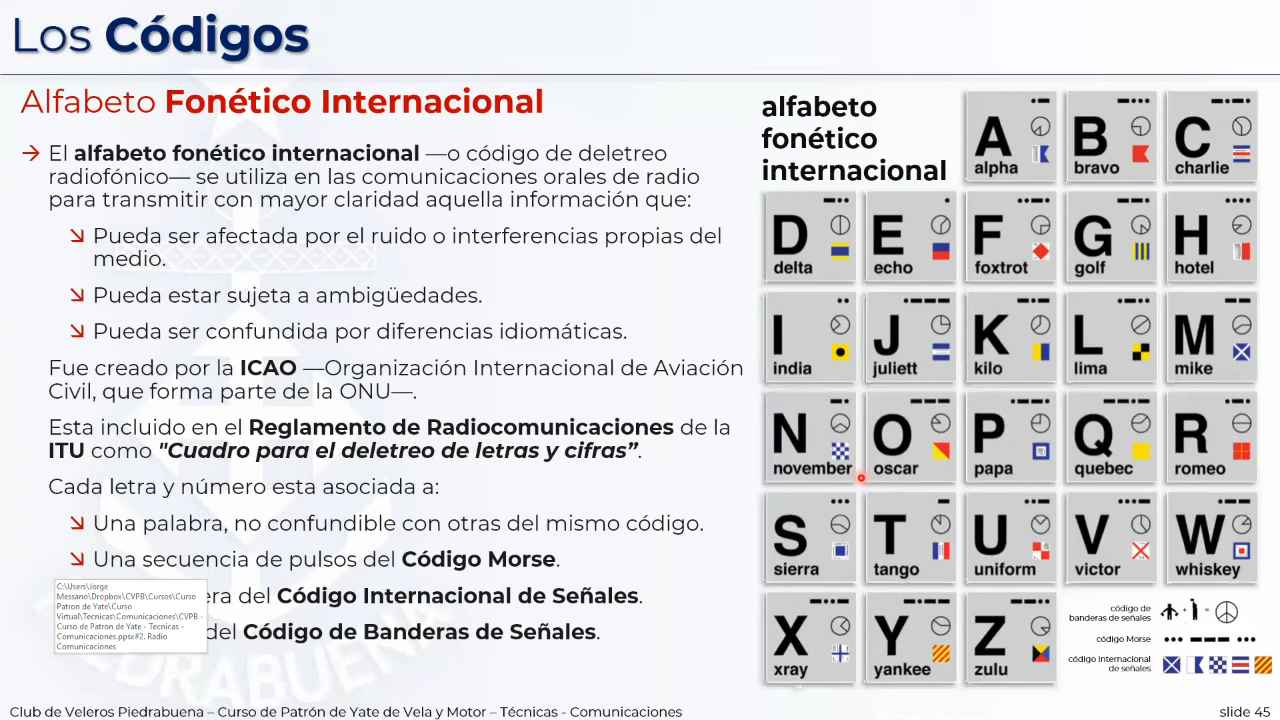 Los Códigos
Alfabeto Fonético Internacional
El alfabeto fonético internacional —o código de deletreo
radiofónico— se utiliza en las comunicaciones orales de radio
para transmitir con mayor claridad aquella información que:
Pueda ser afectada por el ruido o interferencias propias del
medio.
Pueda estar sujeta a ambigüedades.
Pueda ser confundida por diferencias idiomáticas.
Fue creado por la ICAO —Organización Internacional de Aviación
Civil, que forma parte de la ONU—.
Esta incluido en el Reglamento de Radiocomunicaciones de la
ITU como "Cuadro para el deletreo de letras y cifras”.
Cada letra y número esta asociada a:
Una palabra, no confundible con otras del mismo código.
Una secuencia de pulsos del Código Morse.
era del Código Internacional de Señales.
del Código de Banderas de Señales.
C:\Users\Jorge
Messano\Dropbox\CVPB\Cursos\Curso
Patron de Yate\Curso
Virtual\Tecnicas\Comunicaciones\CVPB -
Curso de Patron de Yate - Tecnicas -
Comunicaciones.ppsx#2. Radio
Comunicaciones
alfabeto
fonético
internacional
A B C
alpha bravo charlie
D E F G H
delta echo foxtrot golf hotel
I J K L M
india juliett kilo lima mike
N O P Q R
november oscar papa quebec romeo
S T U V W
sierra tango uniform victor whiskey
X Y Z
xray yankee zulu
código de
banderas de señales
código Morse
código internacional
de señales
DRABUENA
Club de Veleros Piedrabuena – Curso de Patrón de Yate de Vela y Motor – Técnicas - Comunicaciones
slide 45